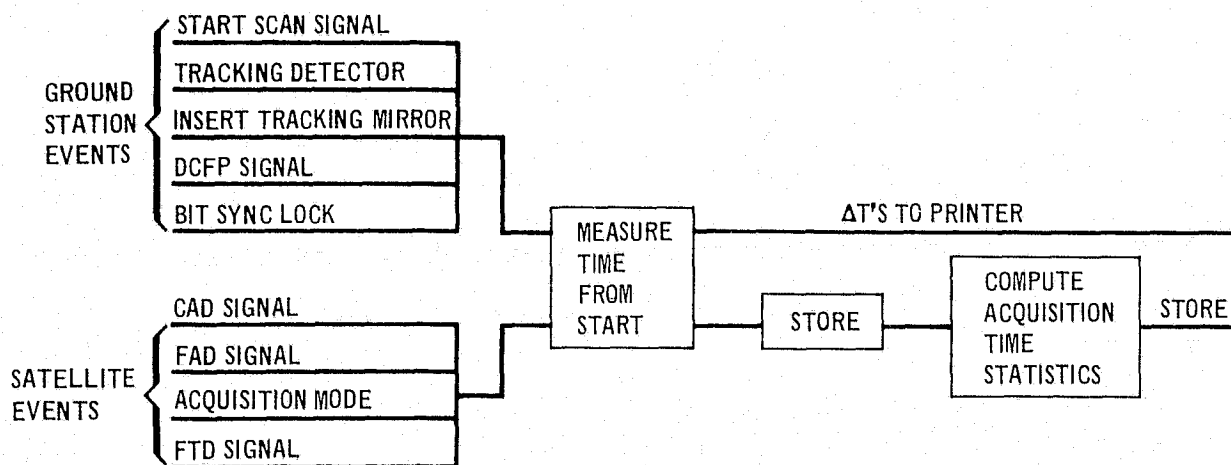 START SCAN SIGNAL
TRACKING DETECTOR
GROUND
STATION
EVENTS
INSERT TRACKING MIRROR
DCFP SIGNAL
BIT SYNC LOCK
CAD SIGNAL
FAD SIGNAL
SATELLITE
EVENTS
ACQUISITION MODE
FTD SIGNAL
MEASURE
TIME
FROM
START
ΔT'S TO PRINTER
STORE
COMPUTE
ACQUISITION
TIME
STATISTICS
STORE